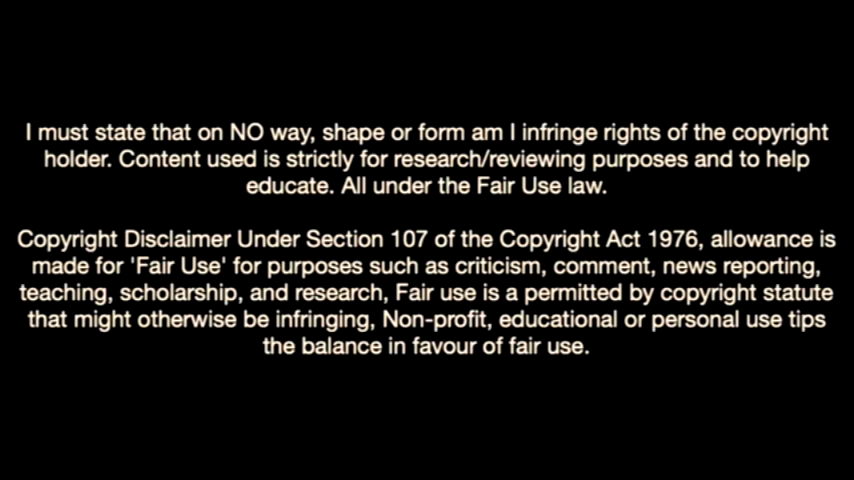 I must state that on NO way, shape or form am I infringe rights of the copyright
holder. Content used is strictly for research/reviewing purposes and to help
educate. All under the Fair Use law.
Copyright Disclaimer Under Section 107 of the Copyright Act 1976, allowance is
made for 'Fair Use' for purposes such as criticism, comment, news reporting,
teaching, scholarship, and research, Fair use is a permitted by copyright statute
that might otherwise be infringing, Non-profit, educational or personal use tips
the balance in favour of fair use.